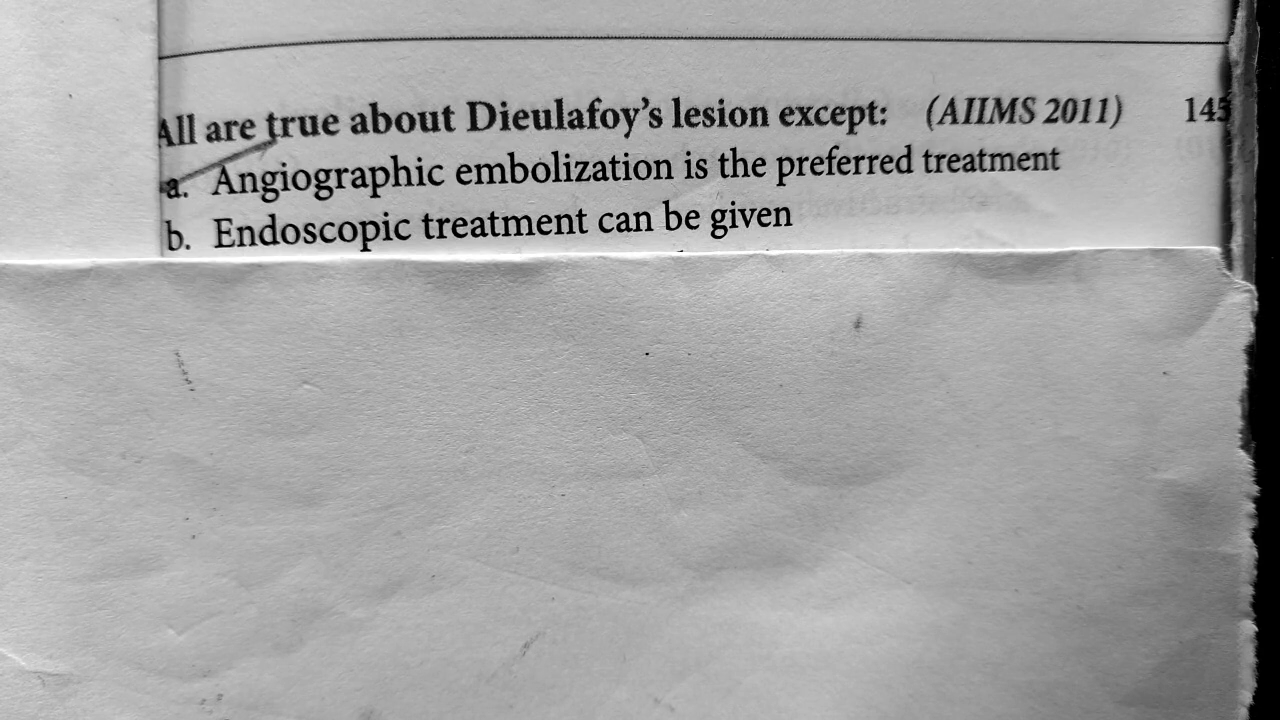 All are true about Dieulafoy's lesion except: (AIIMS 2011) 145
a. Angiographic embolization is the preferred treatment
b. Endoscopic treatment can be given